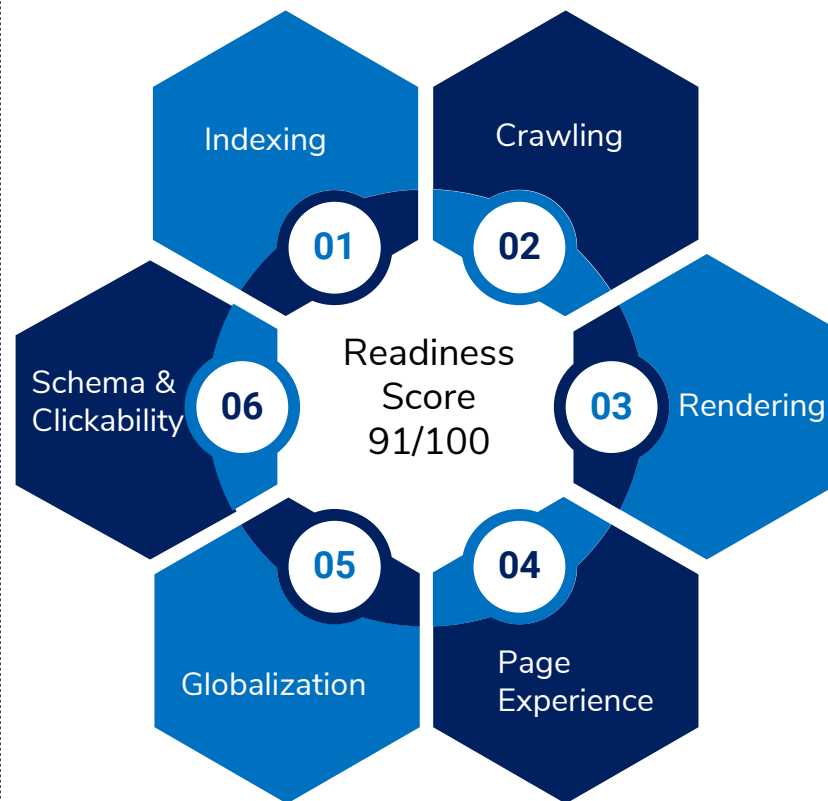 Indexing
01
Crawling
02
Rendering
03
Page
Experience
04
Globalization
05
Schema &
Clickability
06
Readiness
Score
91/100